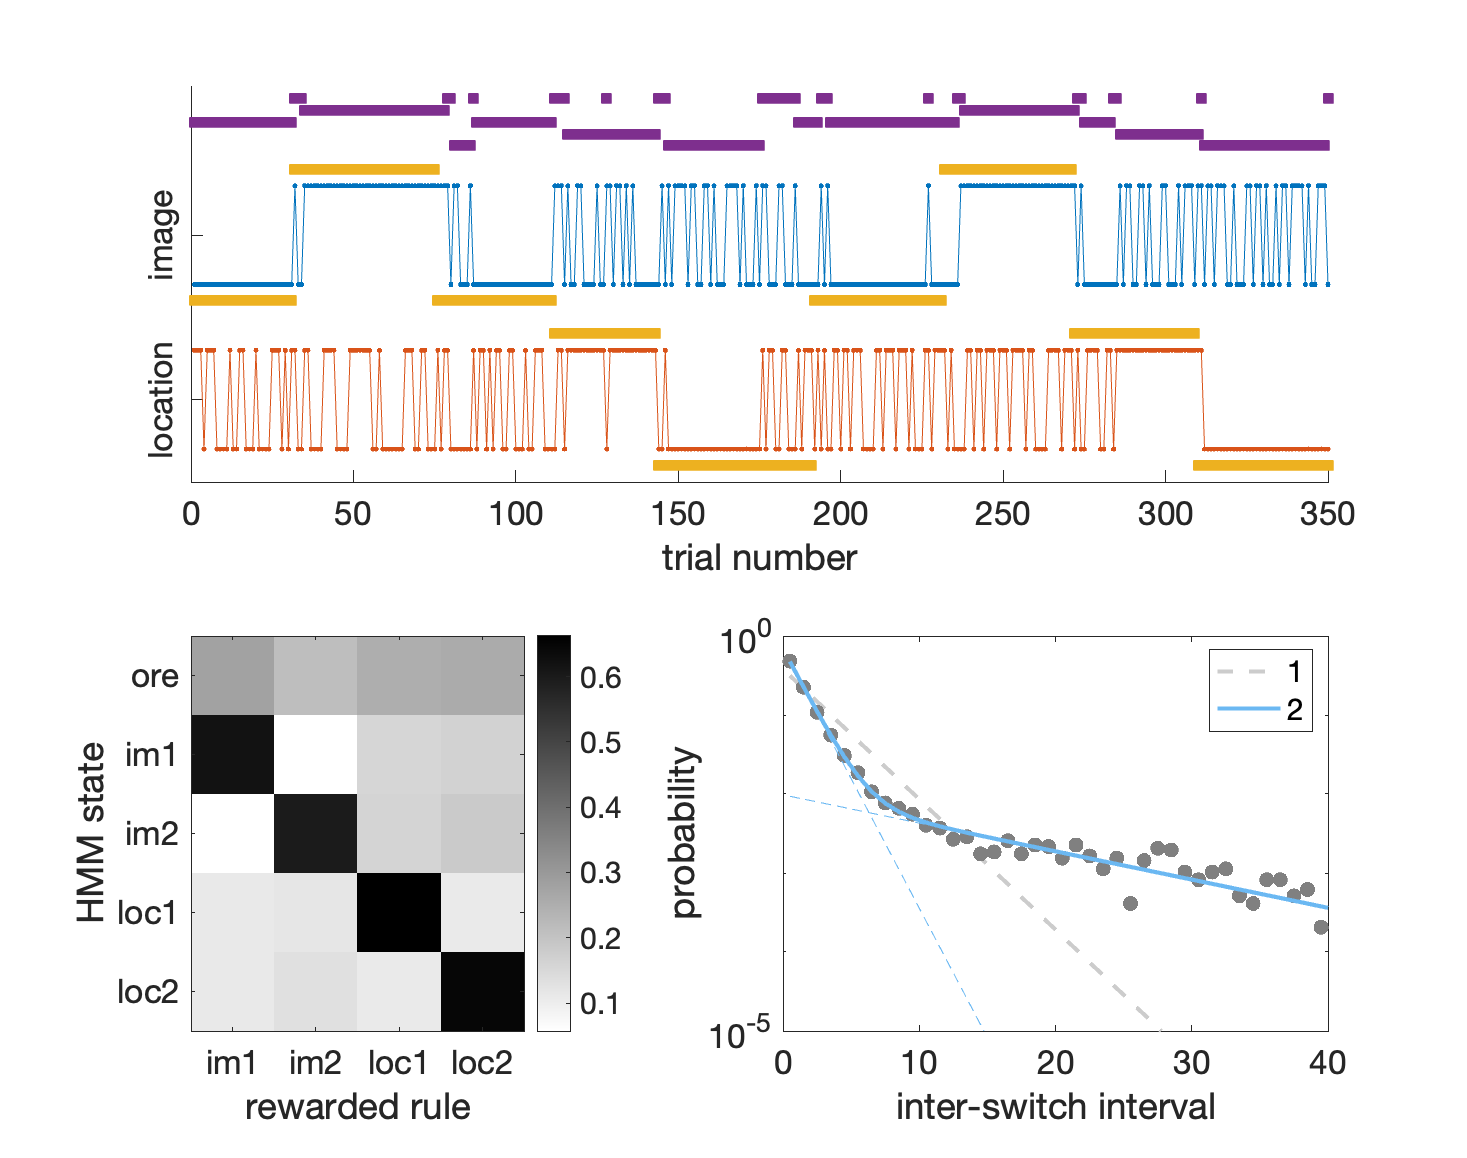 image
location
0 50 100 150 200 250 300 350
trial number
HMM state
ore
im1
im2
loc1
loc2
im1 im2 loc1 loc2
rewarded rule
0.6
0.5
0.4
0.3
0.2
0.1
probability
10^0
10^-5
1
2
0 10 20 30 40
inter-switch interval